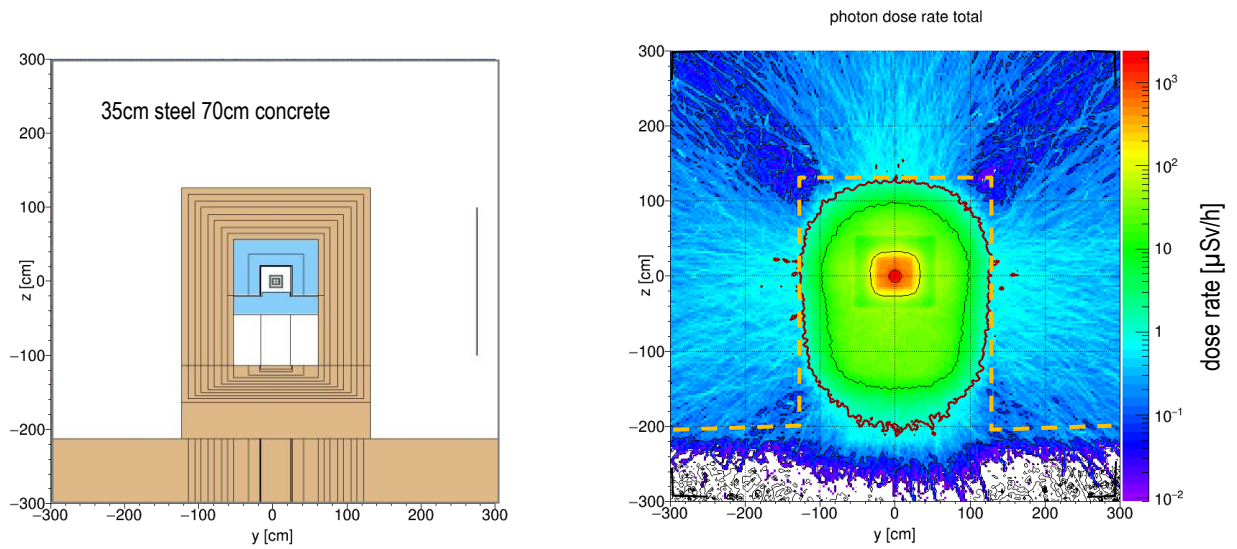 photon dose rate total
35cm steel 70cm concrete
300
200
100
0
−100
−200
−300
z [cm]
−300 −200 −100 0 100 200 300
y [cm]
300
200
100
0
−100
−200
−300
z [cm]
−300 −200 −100 0 100 200 300
y [cm]
10³
10²
10
1
10⁻¹
10⁻²
dose rate [µSv/h]